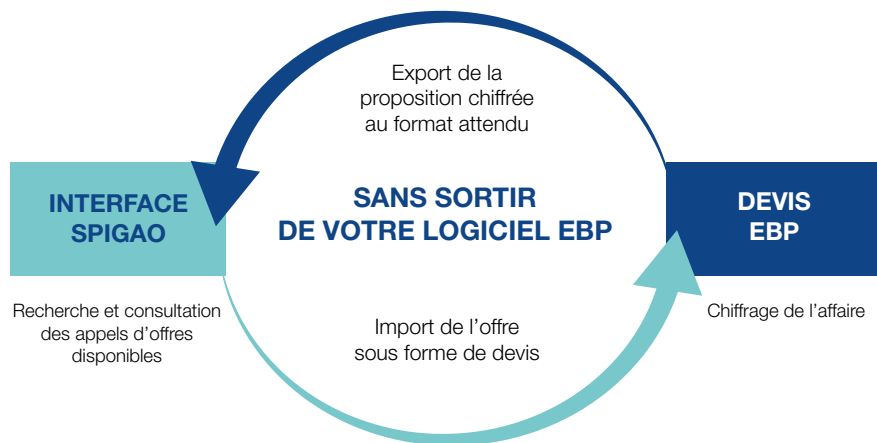 Export de la
proposition chiffrée
au format attendu
INTERFACE
SPIGAO
SANS SORTIR
DE VOTRE LOGICIEL EBP
DEVIS
EBP
Recherche et consultation
des appels d’offres
disponibles
Import de l’offre
sous forme de devis
Chiffrage de l’affaire